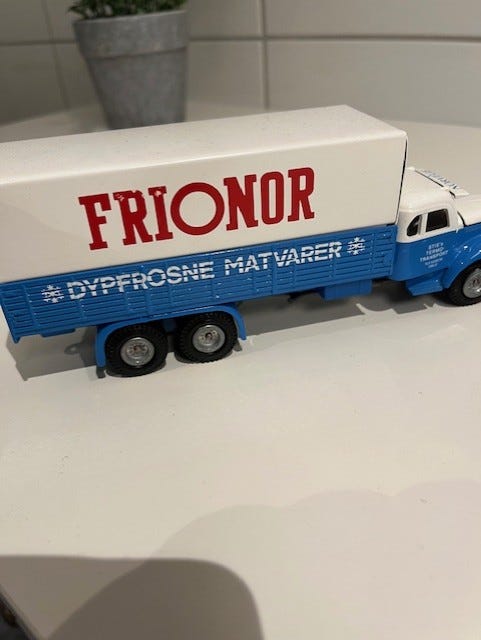 FRIONOR
DYPFROSNE MATVARER
TERMO
TRANSPORT